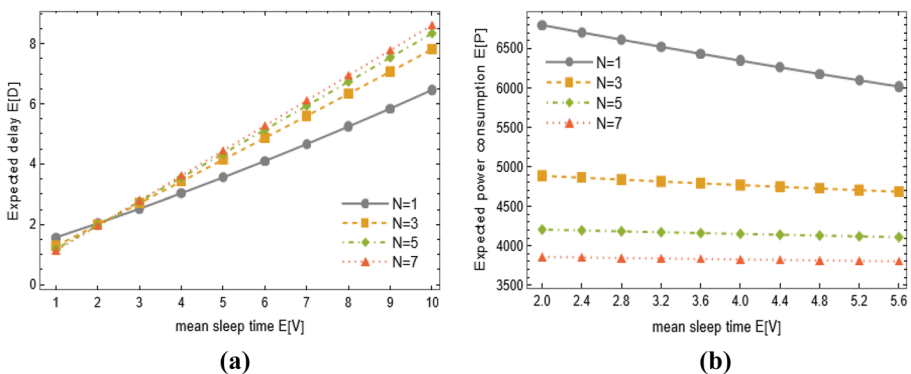 Expected delay E[D]
8
6
4
2
0
N=1
N=3
N=5
N=7
1 2 3 4 5 6 7 8 9 10
mean sleep time E[V]
(a)
Expected power consumption E[P]
6500
6000
5500
5000
4500
4000
3500
N=1
N=3
N=5
N=7
2.0 2.4 2.8 3.2 3.6 4.0 4.4 4.8 5.2 5.6
mean sleep time E[V]
(b)